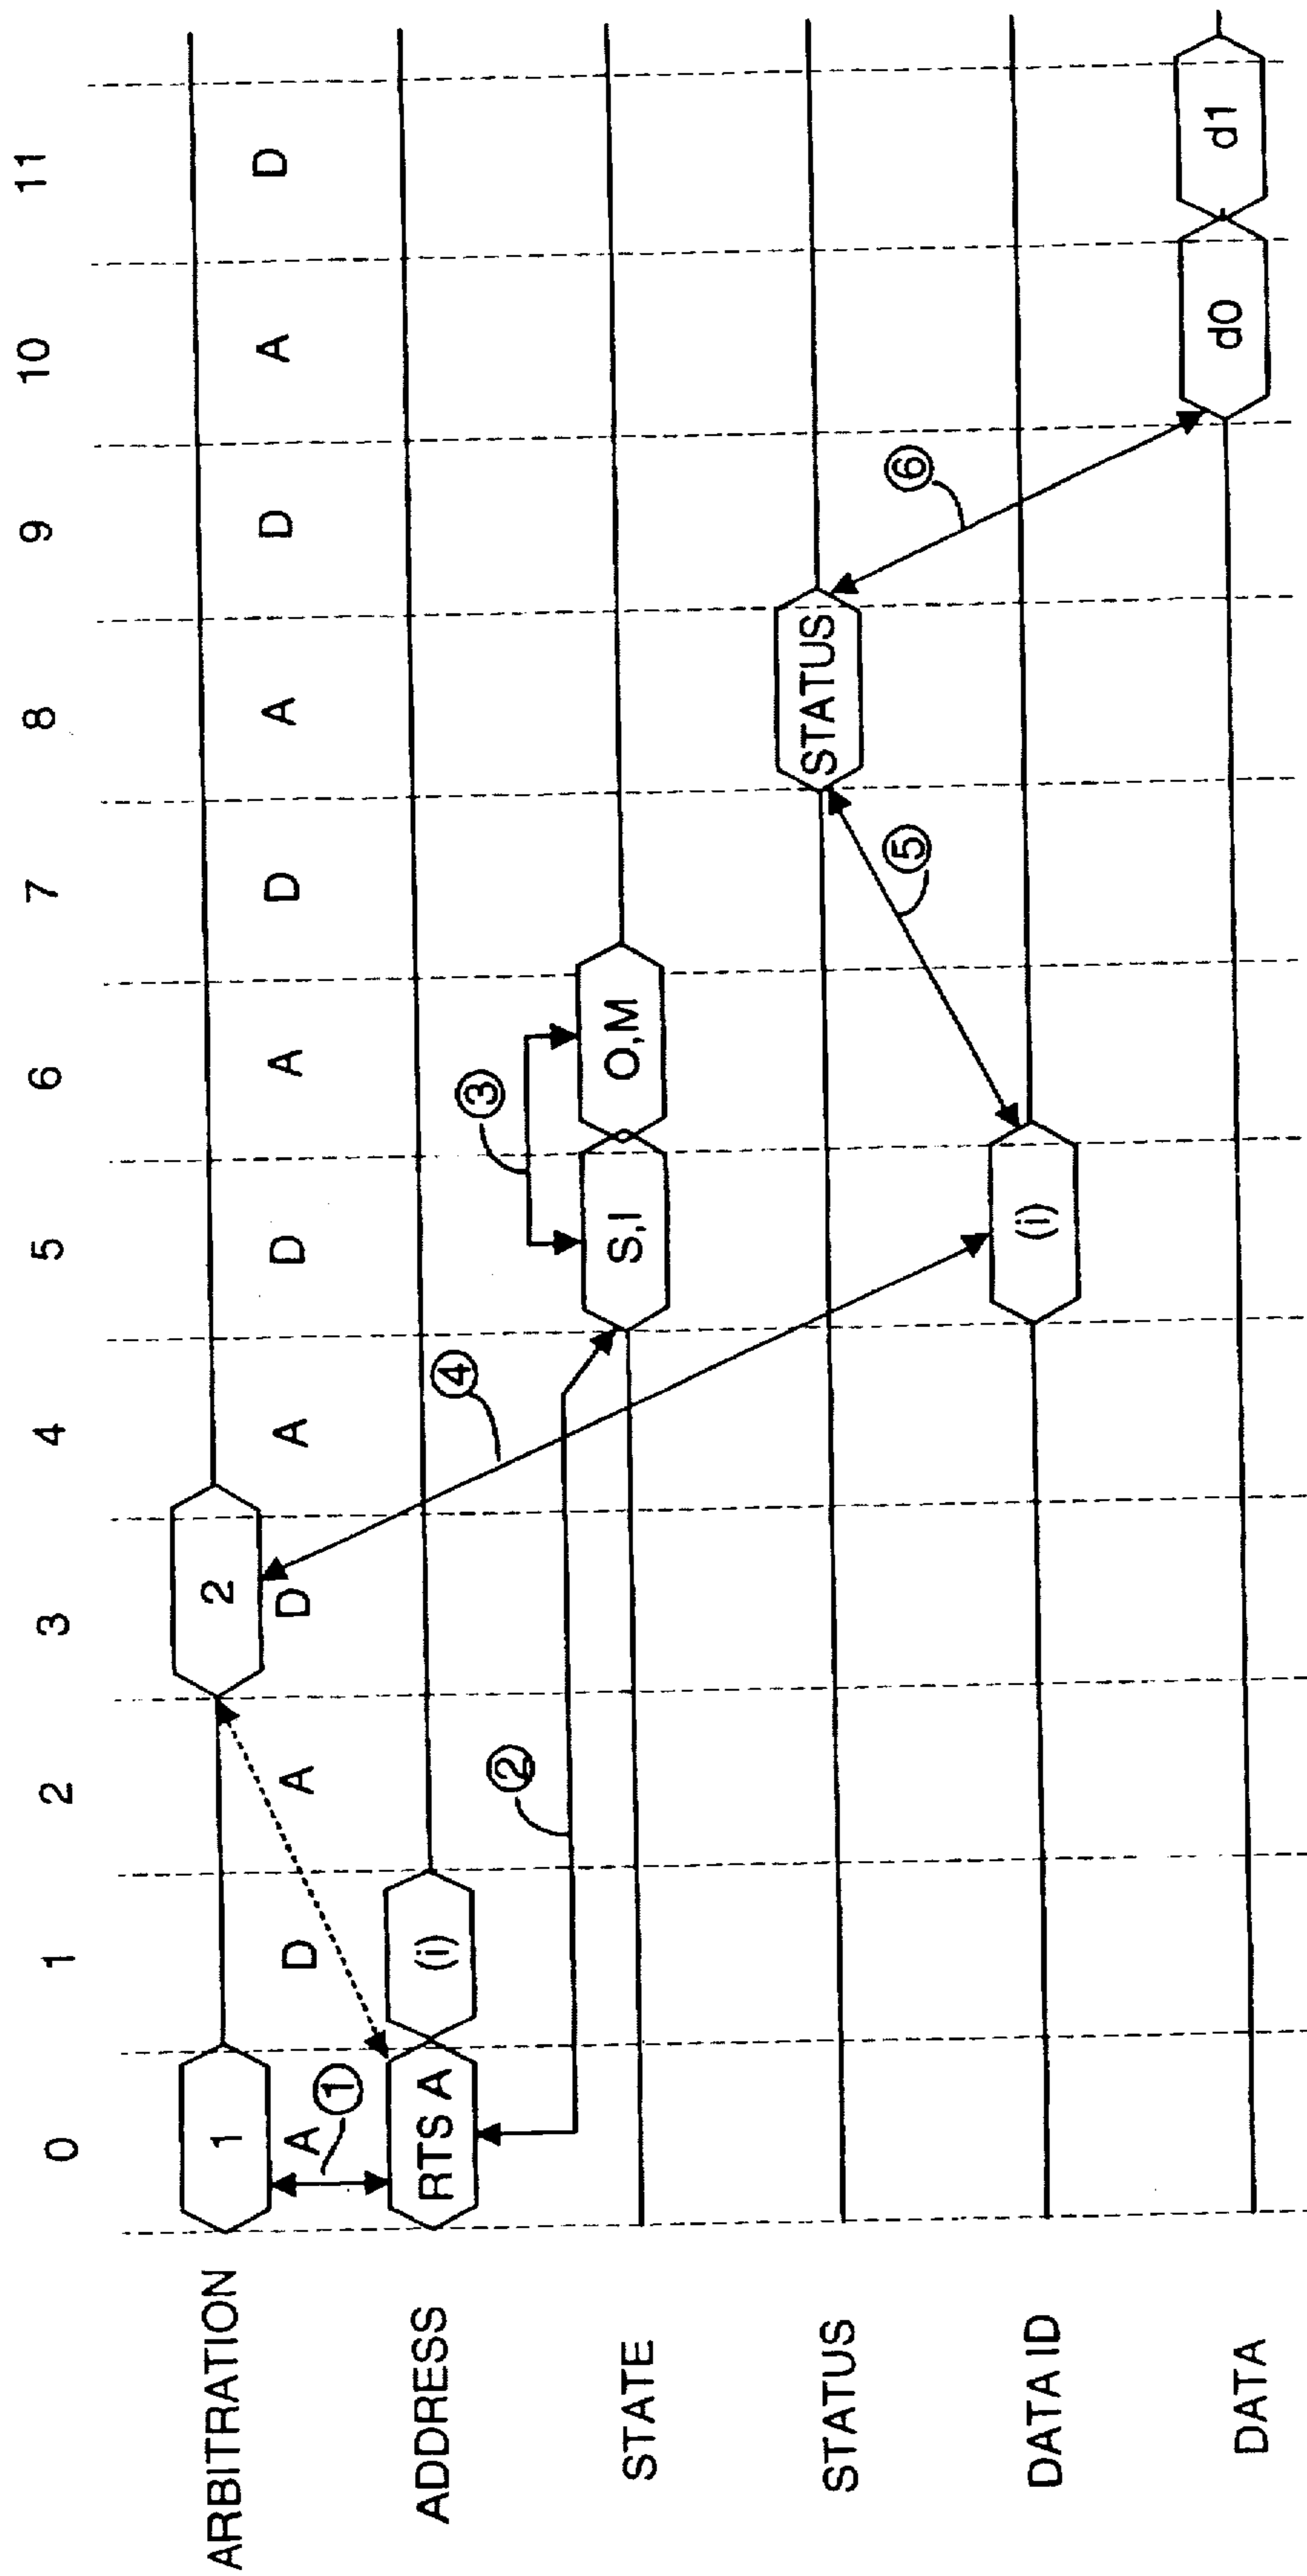 0 1 2 3 4 5 6 7 8 9 10 11
ARBITRATION 1 2
A D A D A D A D A D A D
①
ADDRESS RTS A (i)
②
③
④
STATE S,I O,M
STATUS STATUS
⑤
⑥
DATA ID (i)
DATA d0 d1